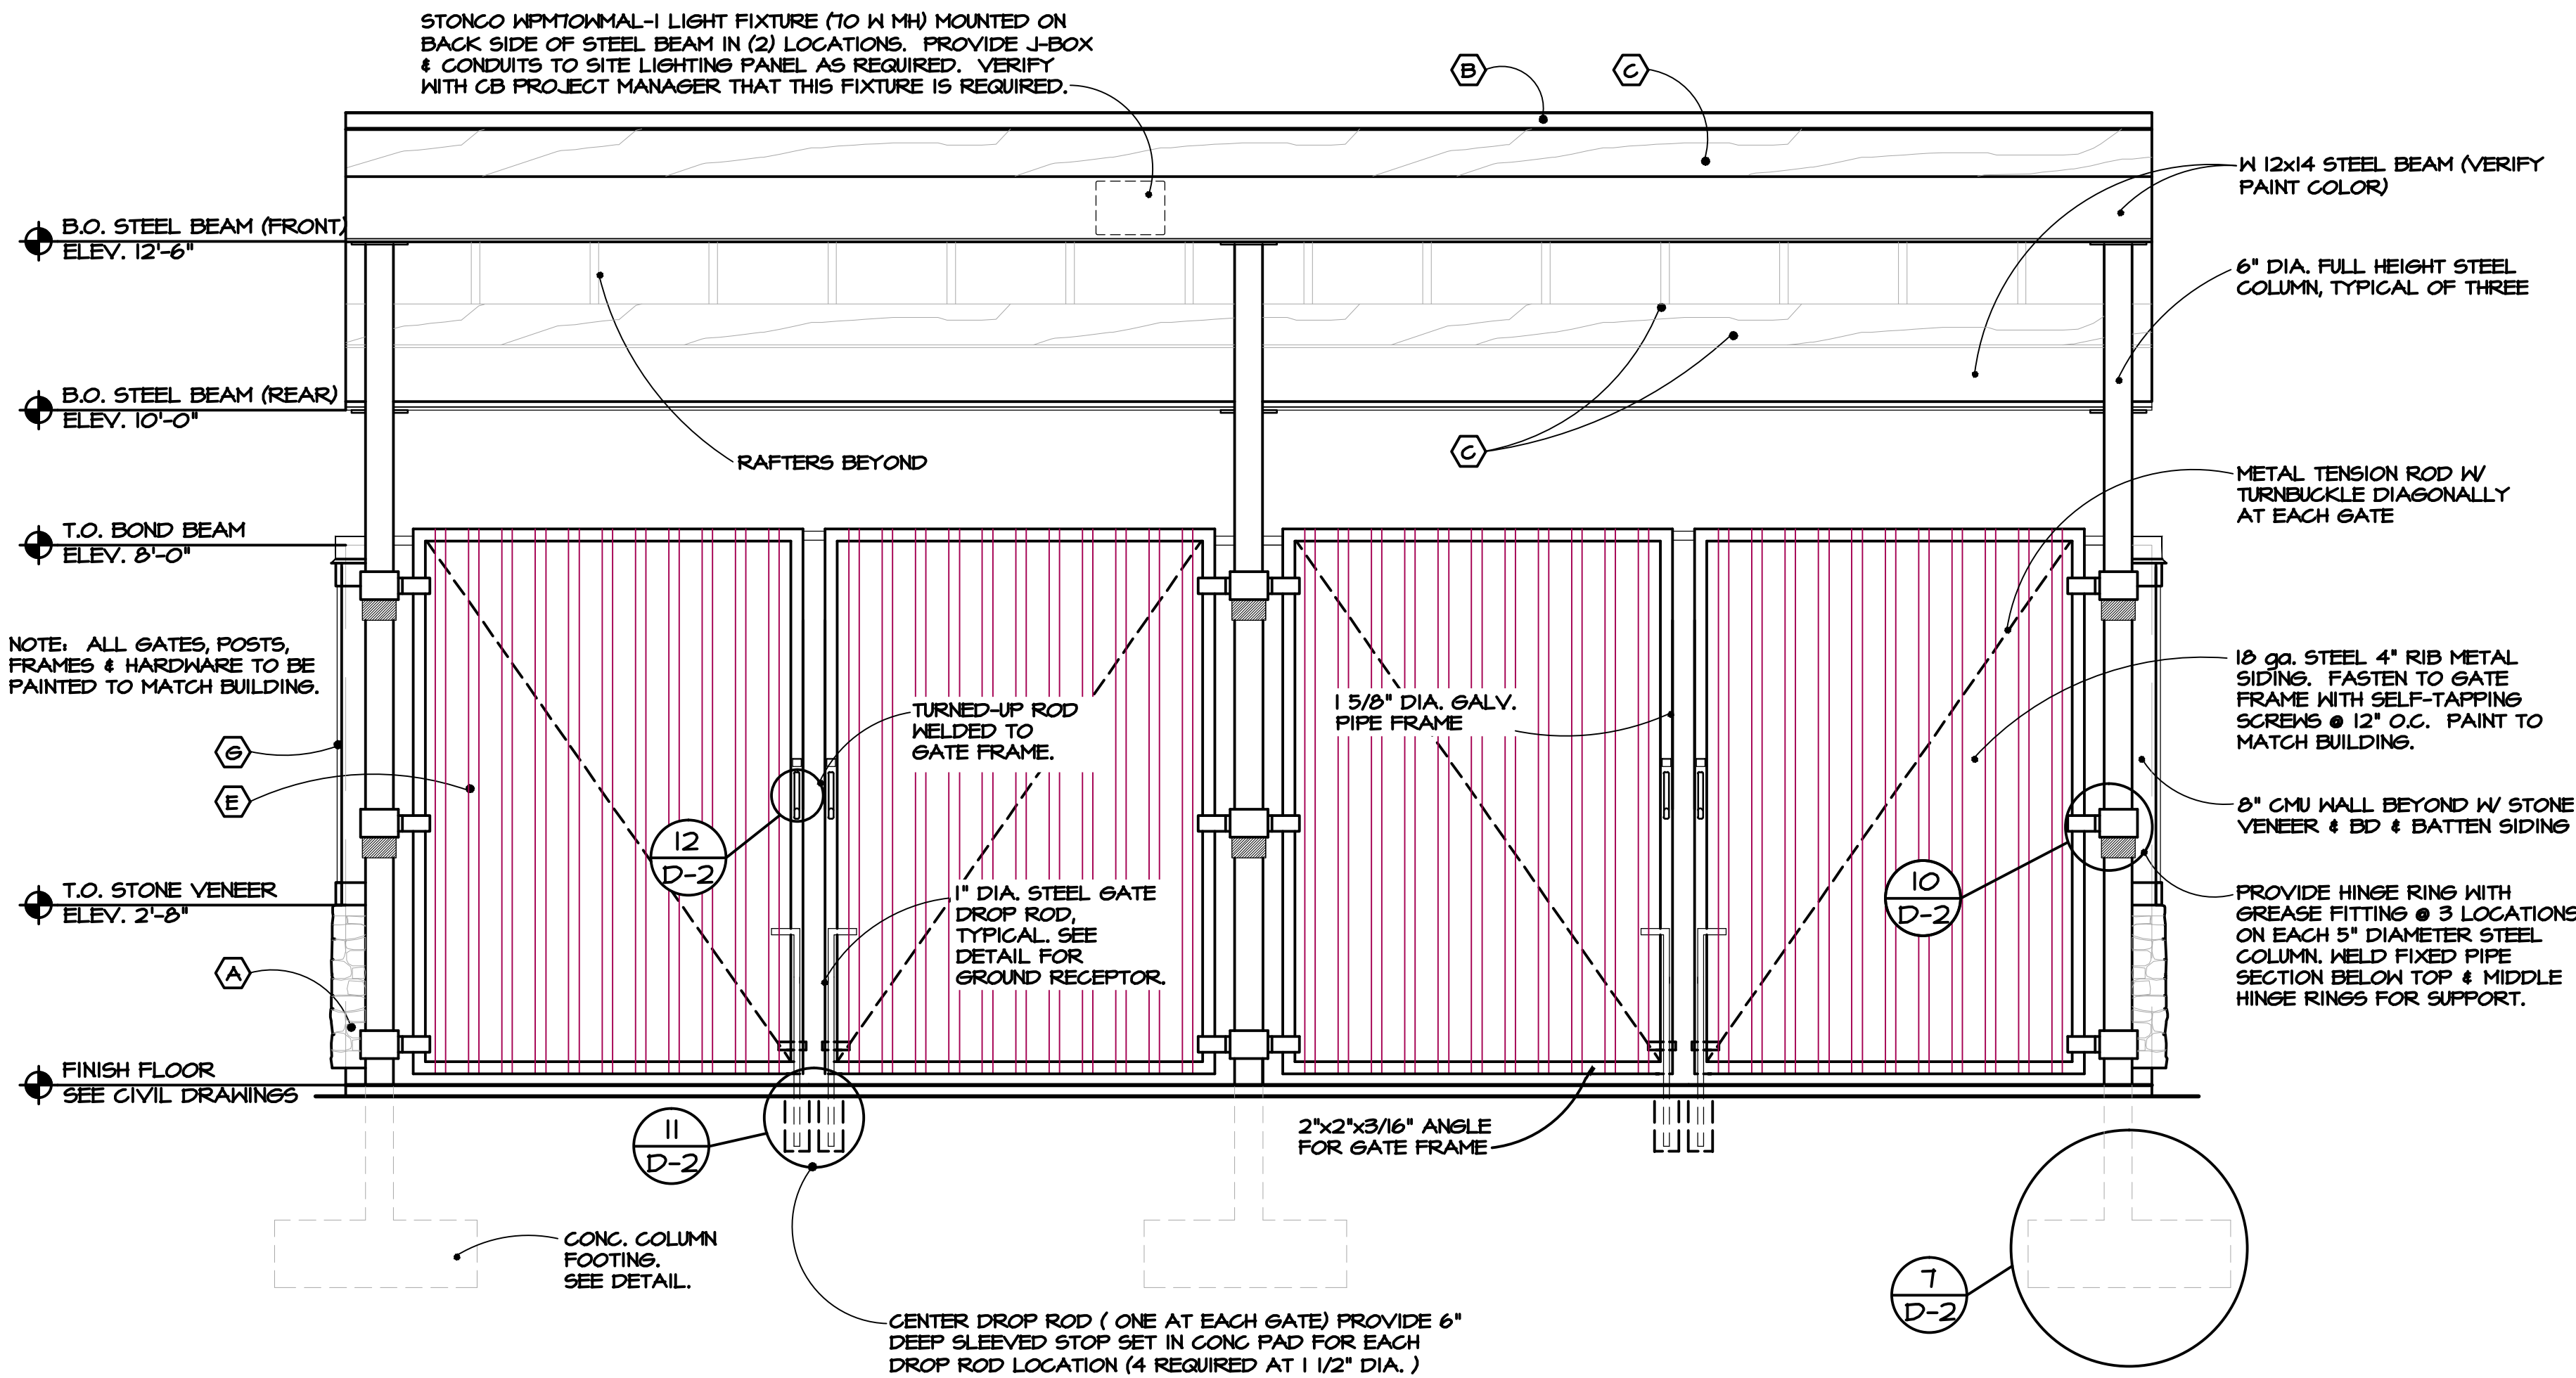 STONCO WPM70WMAL-1 LIGHT FIXTURE (70 W MH) MOUNTED ON
BACK SIDE OF STEEL BEAM IN (2) LOCATIONS.  PROVIDE J-BOX
& CONDUITS TO SITE LIGHTING PANEL AS REQUIRED.  VERIFY
WITH CB PROJECT MANAGER THAT THIS FIXTURE IS REQUIRED.
B
C
W 12x14 STEEL BEAM (VERIFY
PAINT COLOR)
B.O. STEEL BEAM (FRONT)
ELEV. 12'-6"
6" DIA. FULL HEIGHT STEEL
COLUMN, TYPICAL OF THREE
B.O. STEEL BEAM (REAR)
ELEV. 10'-0"
RAFTERS BEYOND
C
METAL TENSION ROD W/
TURNBUCKLE DIAGONALLY
AT EACH GATE
T.O. BOND BEAM
ELEV. 8'-0"
NOTE:  ALL GATES, POSTS,
FRAMES & HARDWARE TO BE
PAINTED TO MATCH BUILDING.
18 ga. STEEL 4" RIB METAL
SIDING.  FASTEN TO GATE
FRAME WITH SELF-TAPPING
SCREWS @ 12" O.C.  PAINT TO
MATCH BUILDING.
TURNED-UP ROD
WELDED TO
GATE FRAME.
1 5/8" DIA. GALV.
PIPE FRAME
G
E
8" CMU WALL BEYOND W/ STONE
VENEER & BD & BATTEN SIDING
12
D-2
10
D-2
T.O. STONE VENEER
ELEV. 2'-8"
1" DIA. STEEL GATE
DROP ROD,
TYPICAL. SEE
DETAIL FOR
GROUND RECEPTOR.
PROVIDE HINGE RING WITH
GREASE FITTING @ 3 LOCATIONS
ON EACH 5" DIAMETER STEEL
COLUMN. WELD FIXED PIPE
SECTION BELOW TOP & MIDDLE
HINGE RINGS FOR SUPPORT.
A
FINISH FLOOR
SEE CIVIL DRAWINGS
11
D-2
2"x2"x3/16" ANGLE
FOR GATE FRAME
CONC. COLUMN
FOOTING.
SEE DETAIL.
7
D-2
CENTER DROP ROD ( ONE AT EACH GATE) PROVIDE 6"
DEEP SLEEVED STOP SET IN CONC PAD FOR EACH
DROP ROD LOCATION (4 REQUIRED AT 1 1/2" DIA. )